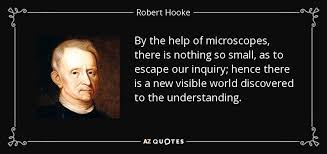 Robert Hooke
By the help of microscopes,
there is nothing so small, as to
escape our inquiry; hence there
is a new visible world discovered
to the understanding.
AZ QUOTES